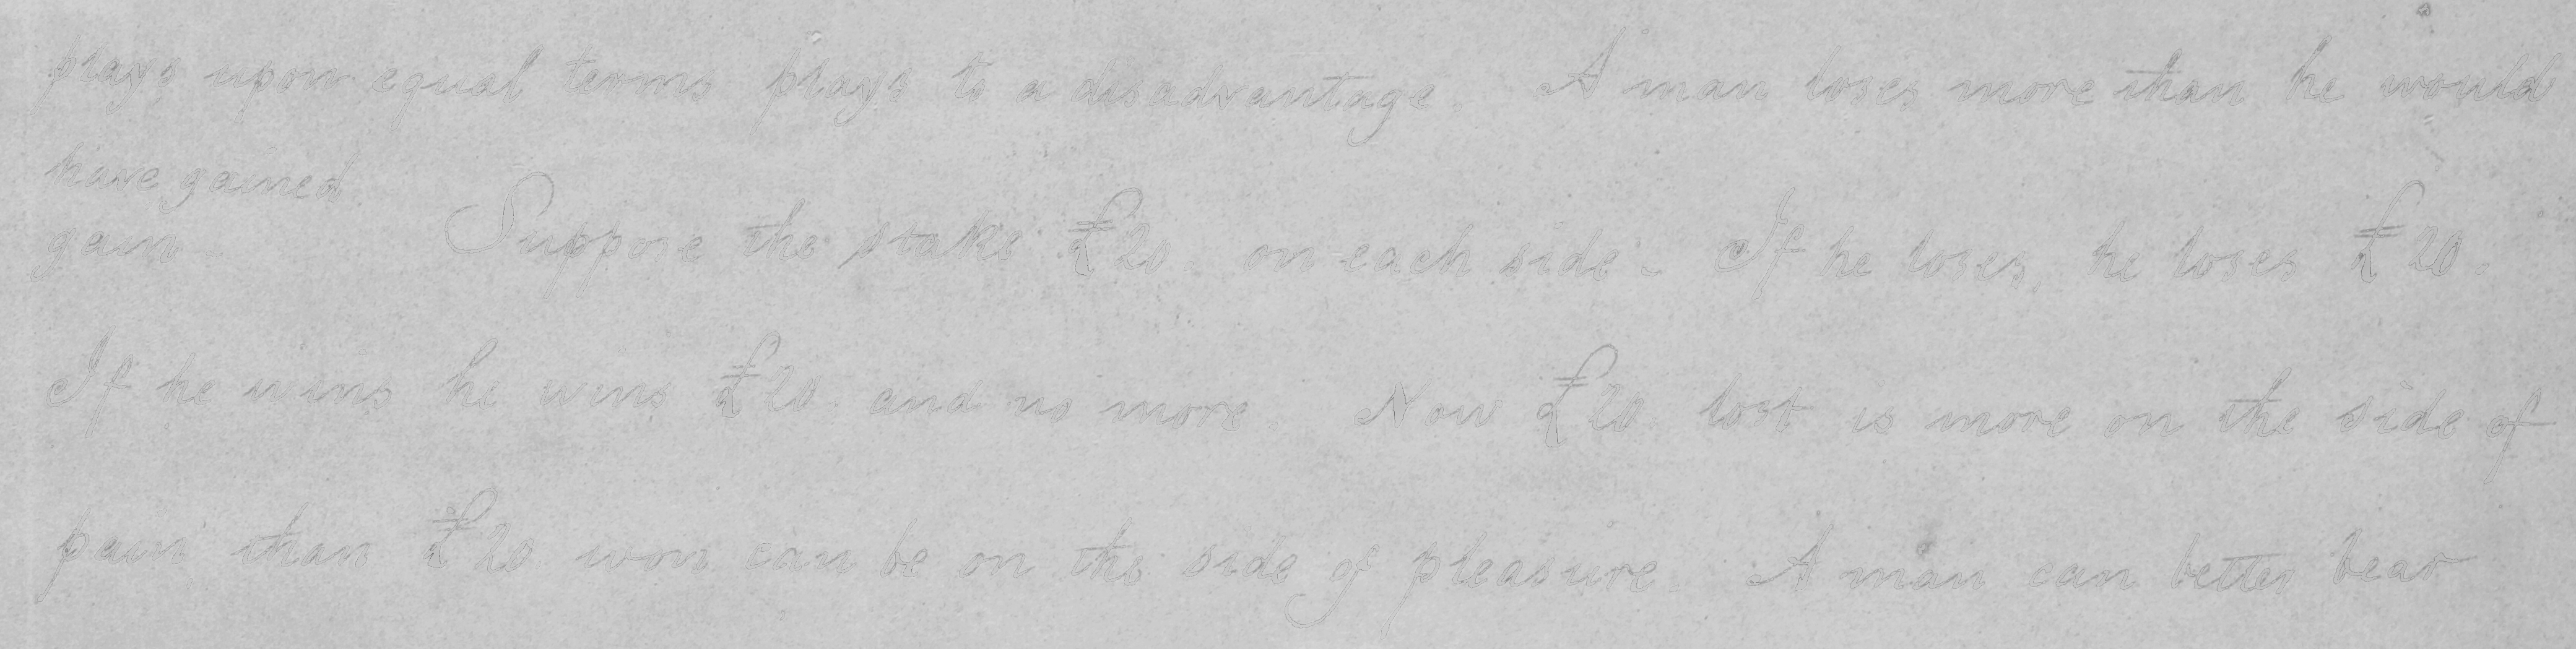 plays upon equal terms plays to a disadvantage. A man loses more than he would
have gained
gain. Suppose the stake £20 on each side. If he loses, he loses £20.
If he wins he wins £20 and no more. Now £20 lost is more on the side of
pain than £20 won can be on the side of pleasure. A man can better bear